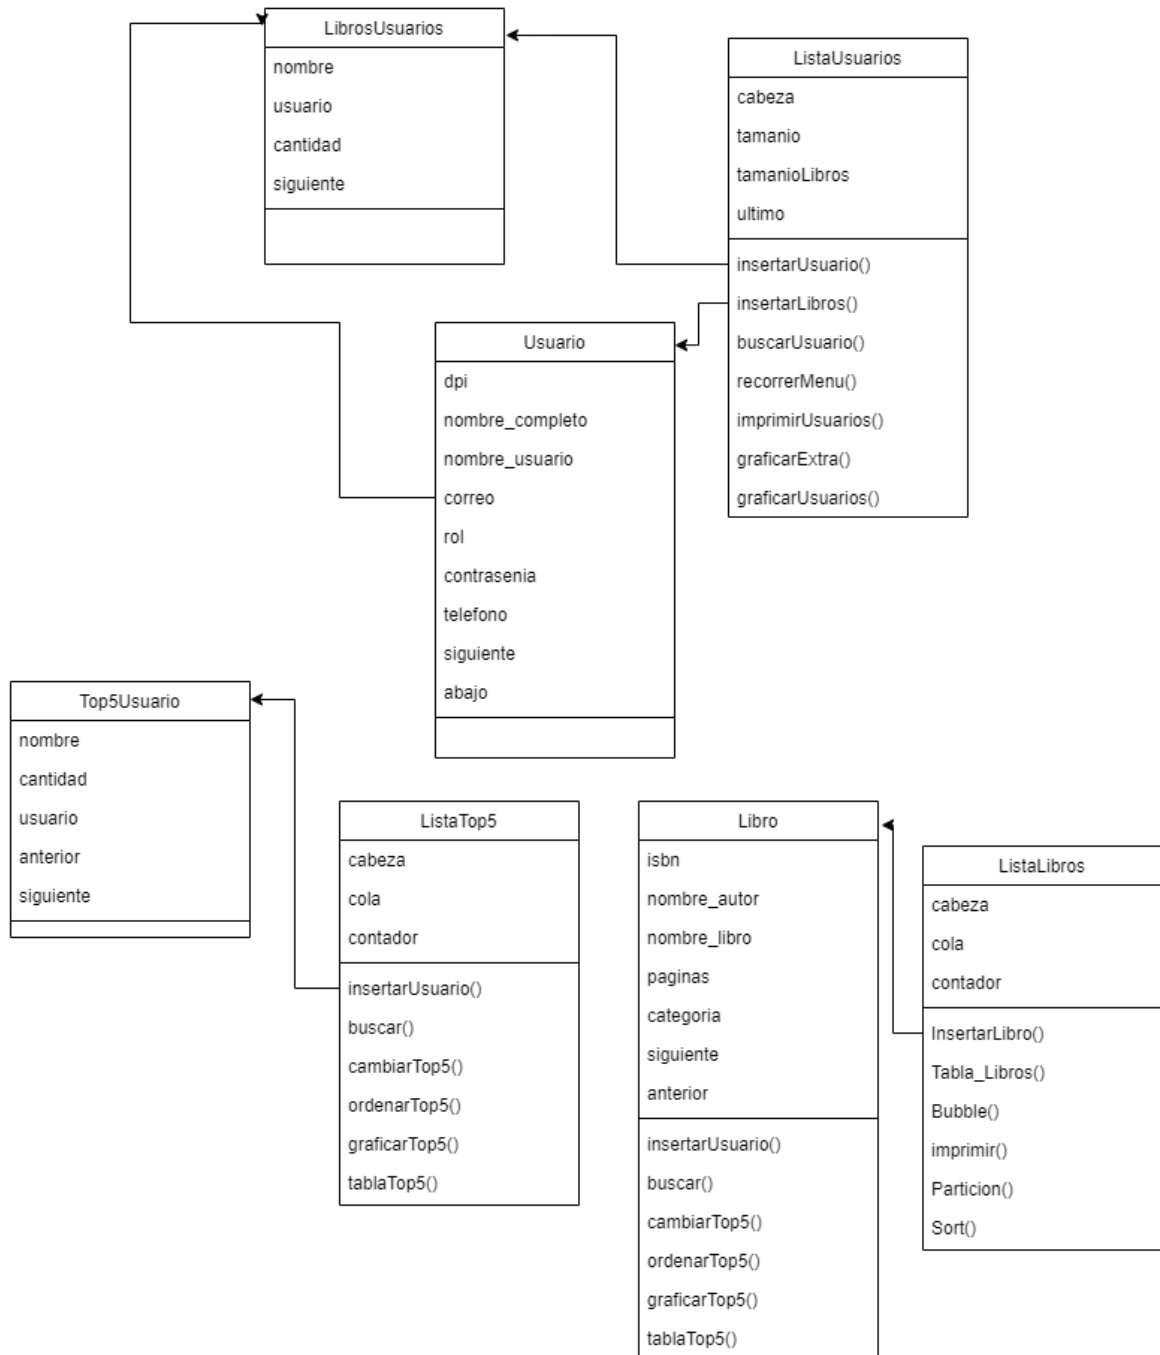 LibrosUsuarios
nombre
usuario
cantidad
siguiente
ListaUsuarios
cabeza
tamanio
tamanioLibros
ultimo
insertarUsuario()
insertarLibros()
buscarUsuario()
recorrerMenu()
imprimirUsuarios()
graficarExtra()
graficarUsuarios()
Usuario
dpi
nombre_completo
nombre_usuario
correo
rol
contrasenia
telefono
siguiente
abajo
Top5Usuario
nombre
cantidad
usuario
anterior
siguiente
ListaTop5
cabeza
cola
contador
insertarUsuario()
buscar()
cambiarTop5()
ordenarTop5()
graficarTop5()
tablaTop5()
Libro
isbn
nombre_autor
nombre_libro
paginas
categoria
siguiente
anterior
insertarUsuario()
buscar()
cambiarTop5()
ordenarTop5()
graficarTop5()
tablaTop5()
ListaLibros
cabeza
cola
contador
InsertarLibro()
Tabla_Libros()
Bubble()
imprimir()
Particion()
Sort()